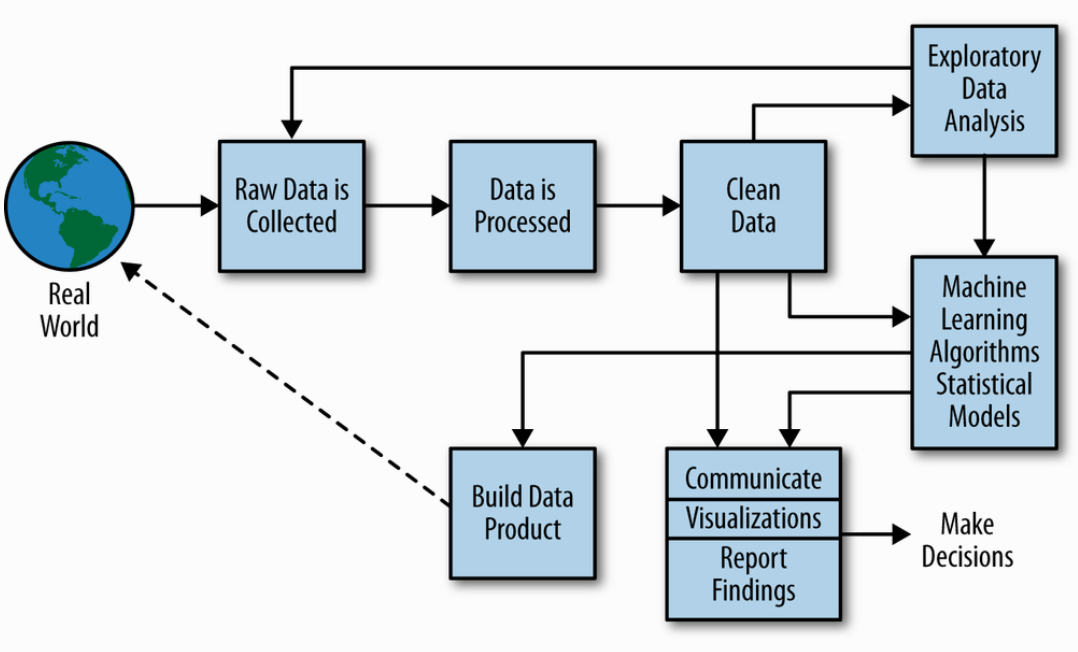 Exploratory
Data
Analysis
Raw Data is
Collected
Data is
Processed
Clean
Data
Real
World
Machine
Learning
Algorithms
Statistical
Models
Build Data
Product
Communicate
Visualizations
Report
Findings
Make
Decisions